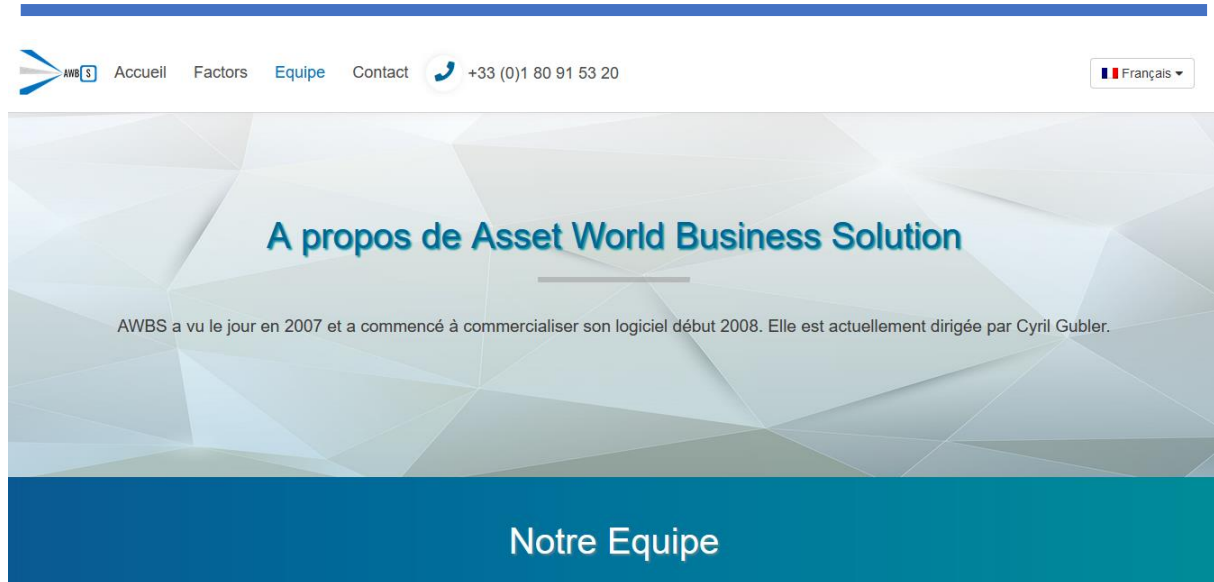 AWB S Accueil Factors Equipe Contact +33 (0)1 80 91 53 20 Français
A propos de Asset World Business Solution
AWBS a vu le jour en 2007 et a commencé à commercialiser son logiciel début 2008. Elle est actuellement dirigée par Cyril Gubler.
Notre Equipe